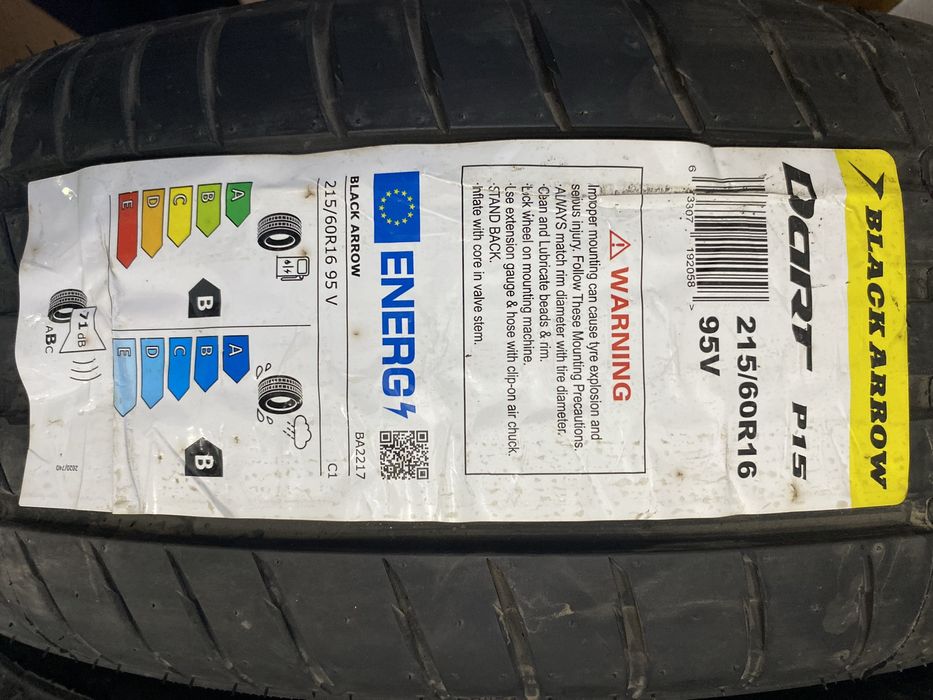 BLACK ARROW
Dart P15
215/60R16
95V
192058 >
WARNING
Improper mounting can cause tyre explosion and
serious injury. Follow These Mounting Precautions.
-ALWAYS match rim diameter with tire diameter.
-Clean and Lubricate beads & rim.
-Lock wheel on mounting machine.
-Use extension gauge & hose with clip-on air chuck.
-STAND BACK.
-Inflate with core in valve stem.
ENERG
BLACK ARROW BA2217
215/60R16 95 V C1
A
B
C
D
E
B
A
B
C
D
E
B
71 dB
ABC
2020/740